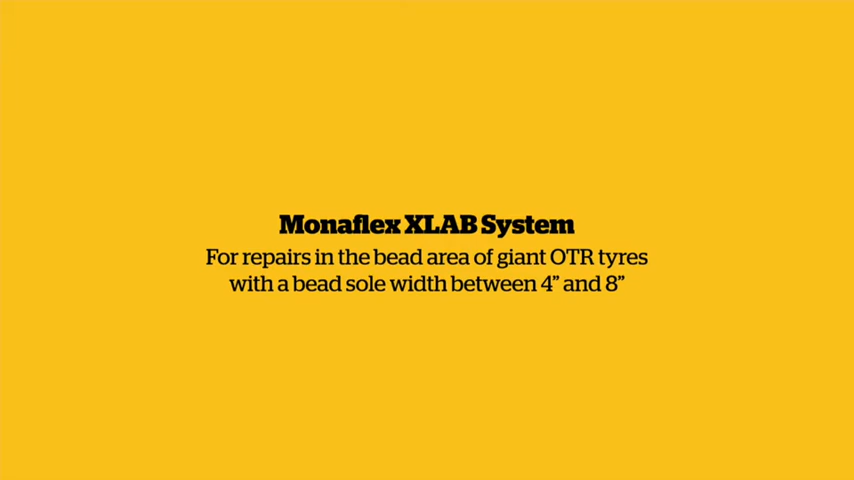 Monaflex XLAB System
For repairs in the bead area of giant OTR tyres
with a bead sole width between 4” and 8”